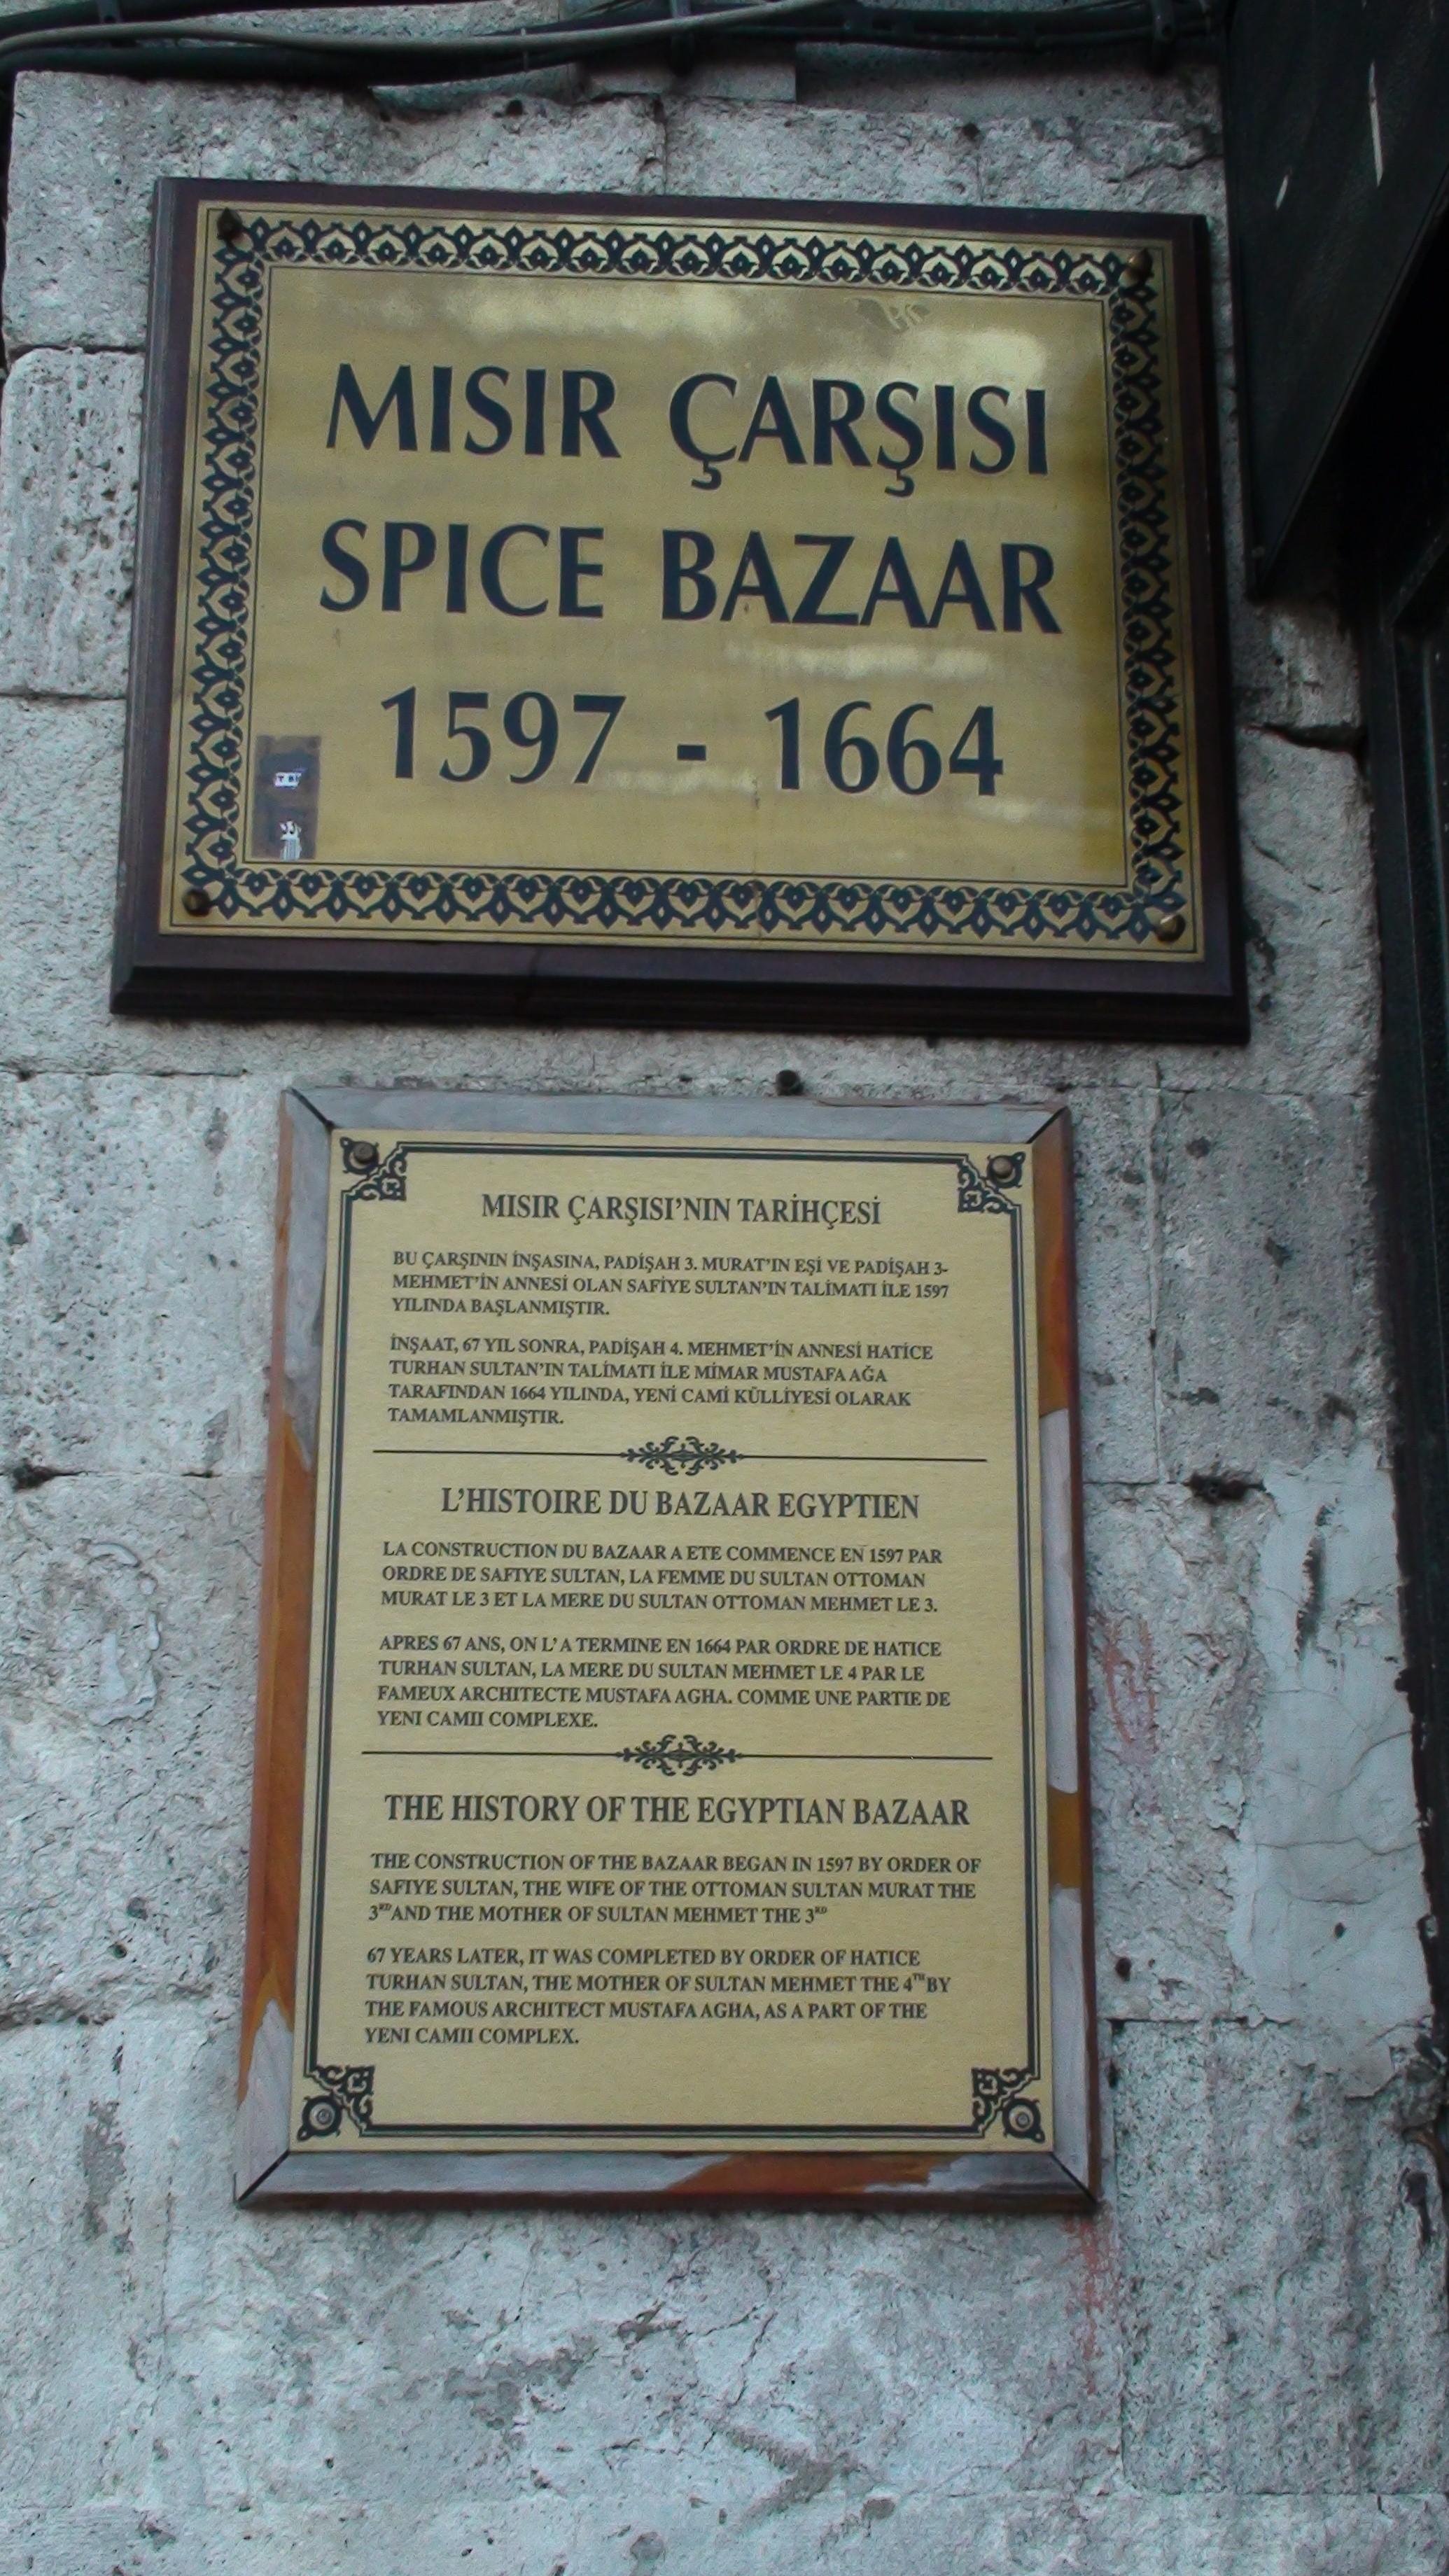 MISIR ÇARŞISI
SPICE BAZAAR
1597 - 1664
MISIR ÇARŞISI'NIN TARİHÇESİ
BU ÇARŞININ İNŞASINA, PADİŞAH 3. MURAT'IN EŞİ VE PADİŞAH 3-
MEHMET'İN ANNESİ OLAN SAFİYE SULTAN'IN TALİMATI İLE 1597
YILINDA BAŞLANMIŞTIR.
İNŞAAT, 67 YIL SONRA, PADİŞAH 4. MEHMET'İN ANNESİ HATİCE
TURHAN SULTAN'IN TALİMATI İLE MİMAR MUSTAFA AĞA
TARAFINDAN 1664 YILINDA, YENİ CAMİ KÜLLİYESİ OLARAK
TAMAMLANMIŞTIR.
L'HISTOIRE DU BAZAAR EGYPTIEN
LA CONSTRUCTION DU BAZAAR A ETE COMMENCE EN 1597 PAR
ORDRE DE SAFIYE SULTAN, LA FEMME DU SULTAN OTTOMAN
MURAT LE 3 ET LA MERE DU SULTAN OTTOMAN MEHMET LE 3.
APRES 67 ANS, ON L' A TERMINE EN 1664 PAR ORDRE DE HATICE
TURHAN SULTAN, LA MERE DU SULTAN MEHMET LE 4 PAR LE
FAMEUX ARCHITECTE MUSTAFA AGHA. COMME UNE PARTIE DE
YENI CAMII COMPLEXE.
THE HISTORY OF THE EGYPTIAN BAZAAR
THE CONSTRUCTION OF THE BAZAAR BEGAN IN 1597 BY ORDER OF
SAFIYE SULTAN, THE WIFE OF THE OTTOMAN SULTAN MURAT THE
3RD AND THE MOTHER OF SULTAN MEHMET THE 3RD
67 YEARS LATER, IT WAS COMPLETED BY ORDER OF HATICE
TURHAN SULTAN, THE MOTHER OF SULTAN MEHMET THE 4TH BY
THE FAMOUS ARCHITECT MUSTAFA AGHA, AS A PART OF THE
YENI CAMII COMPLEX.